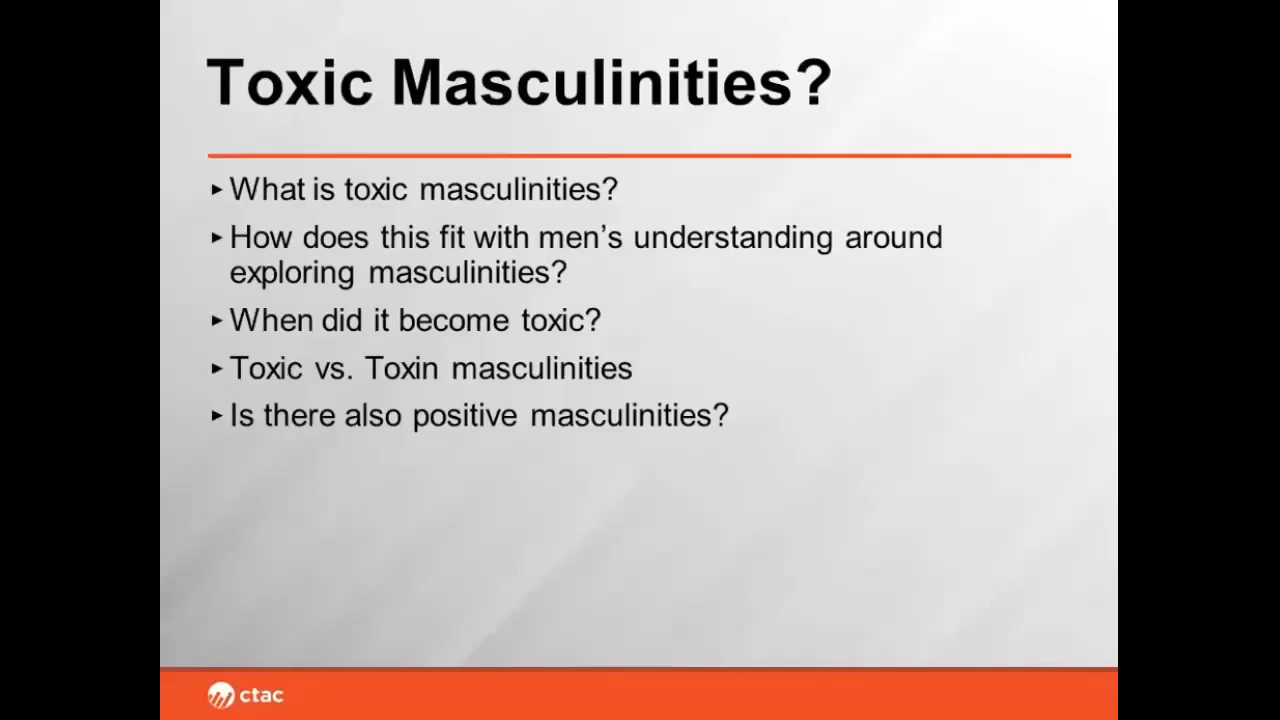 Toxic Masculinities?
▸What is toxic masculinities?
▸How does this fit with men’s understanding around
exploring masculinities?
▸When did it become toxic?
▸Toxic vs. Toxin masculinities
▸Is there also positive masculinities?
ctac